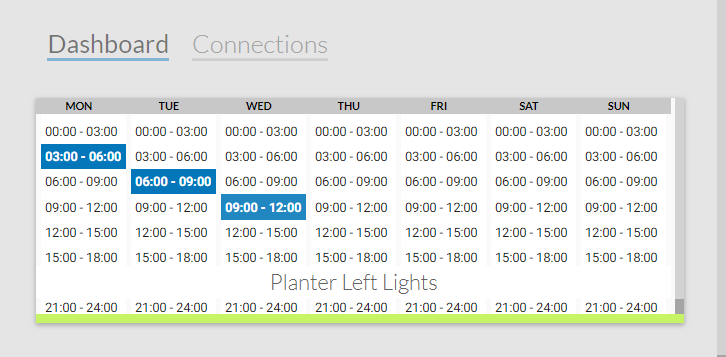 Dashboard Connections
MON TUE WED THU FRI SAT SUN
00:00 - 03:00 00:00 - 03:00 00:00 - 03:00 00:00 - 03:00 00:00 - 03:00 00:00 - 03:00 00:00 - 03:00
03:00 - 06:00 03:00 - 06:00 03:00 - 06:00 03:00 - 06:00 03:00 - 06:00 03:00 - 06:00 03:00 - 06:00
06:00 - 09:00 06:00 - 09:00 06:00 - 09:00 06:00 - 09:00 06:00 - 09:00 06:00 - 09:00 06:00 - 09:00
09:00 - 12:00 09:00 - 12:00 09:00 - 12:00 09:00 - 12:00 09:00 - 12:00 09:00 - 12:00 09:00 - 12:00
12:00 - 15:00 12:00 - 15:00 12:00 - 15:00 12:00 - 15:00 12:00 - 15:00 12:00 - 15:00 12:00 - 15:00
15:00 - 18:00 15:00 - 18:00 15:00 - 18:00 15:00 - 18:00 15:00 - 18:00 15:00 - 18:00 15:00 - 18:00
Planter Left Lights
21:00 - 24:00 21:00 - 24:00 21:00 - 24:00 21:00 - 24:00 21:00 - 24:00 21:00 - 24:00 21:00 - 24:00